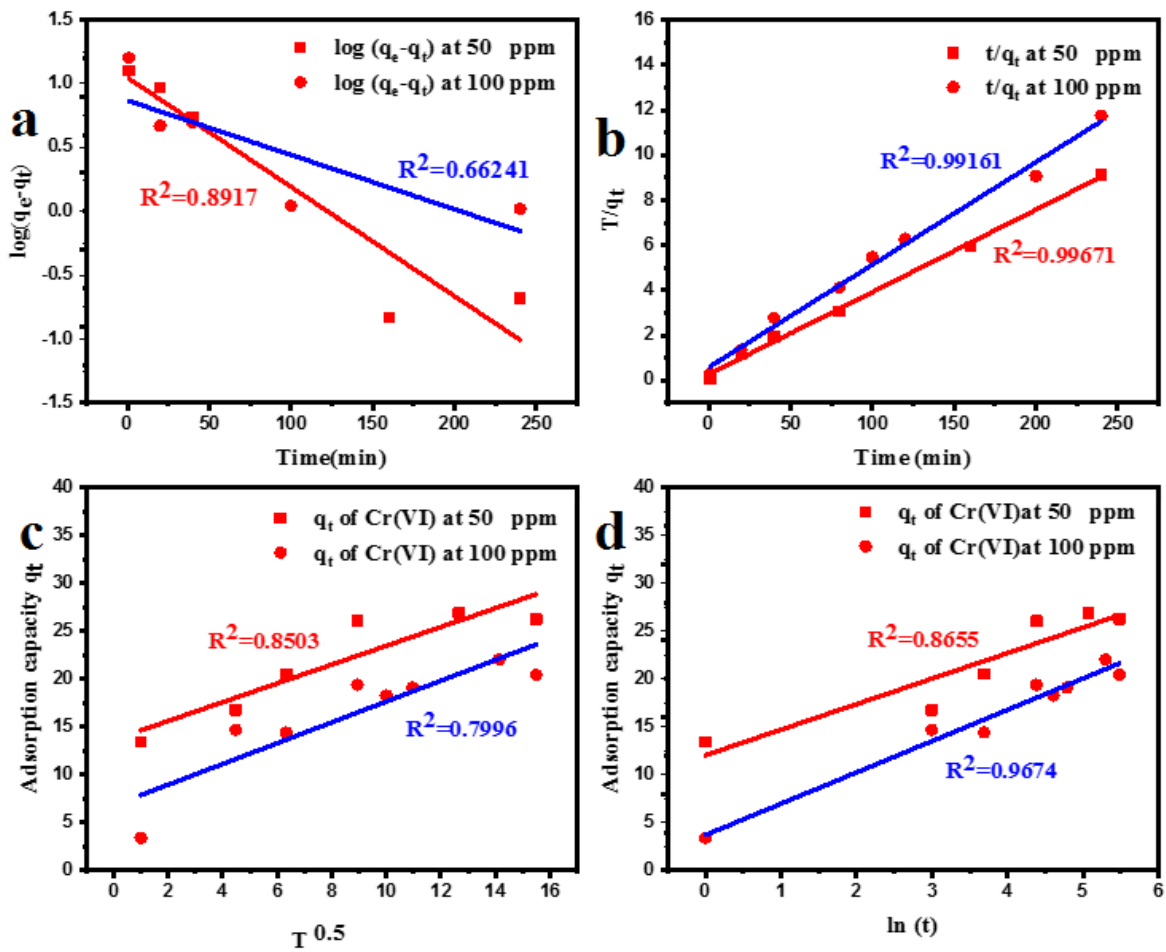 a
log (qe-qt) at 50 ppm
log (qe-qt) at 100 ppm
R2=0.66241
R2=0.8917
log(qe-qt)
1.5
1.0
0.5
0.0
-0.5
-1.0
-1.5
0 50 100 150 200 250
Time(min)
b
t/qt at 50 ppm
t/qt at 100 ppm
R2=0.99161
R2=0.99671
T/qt
16
14
12
10
8
6
4
2
0
0 50 100 150 200 250
Time (min)
c
qt of Cr(VI) at 50 ppm
qt of Cr(VI) at 100 ppm
R2=0.8503
R2=0.7996
Adsorption capacity qt
40
35
30
25
20
15
10
5
0
0 2 4 6 8 10 12 14 16
T 0.5
d
qt of Cr(VI)at 50 ppm
qt of Cr(VI)at 100 ppm
R2=0.8655
R2=0.9674
Adsorption capacity qt
40
35
30
25
20
15
10
5
0
0 1 2 3 4 5 6
ln (t)